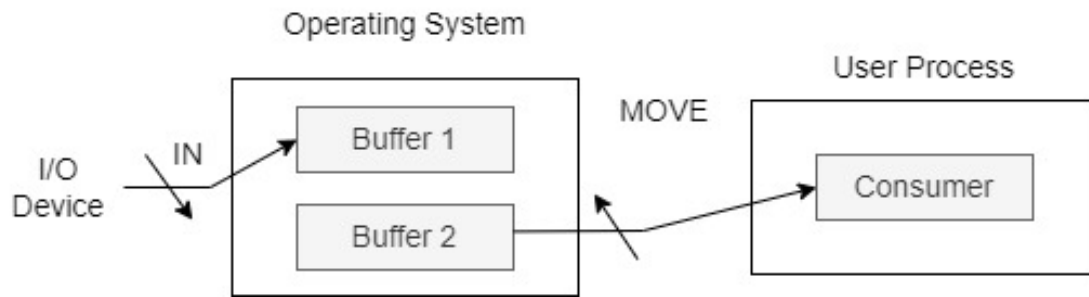 Operating System
User Process
MOVE
IN
Buffer 1
I/O
Device
Consumer
Buffer 2